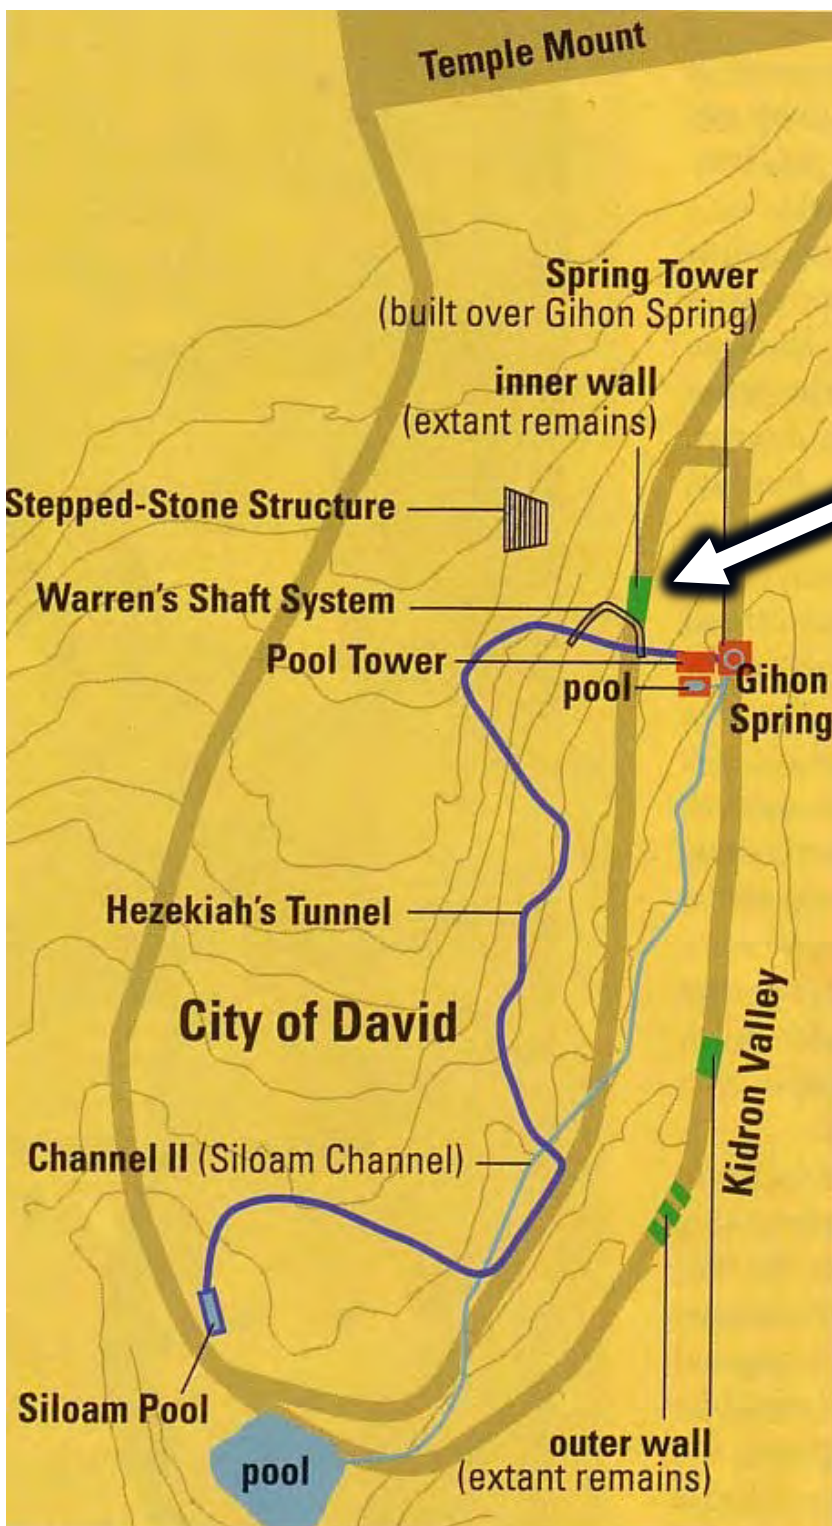 Temple Mount
Spring Tower
(built over Gihon Spring)
inner wall
(extant remains)
Stepped-Stone Structure
Warren's Shaft System
Pool Tower
pool
Gihon
Spring
Hezekiah's Tunnel
City of David
Kidron Valley
Channel II (Siloam Channel)
Siloam Pool
pool
outer wall
(extant remains)